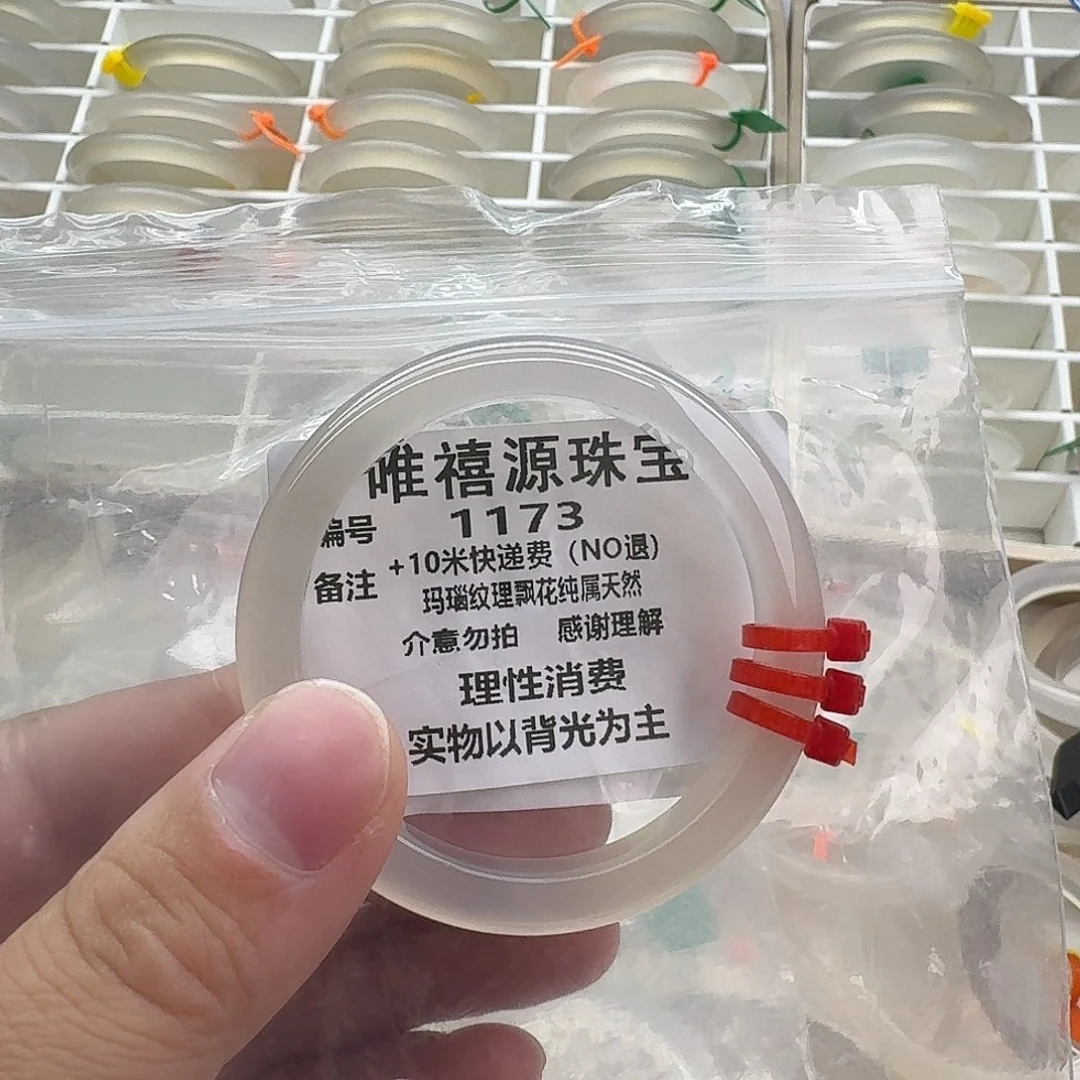 唯禧源珠宝
编号 1173
备注 +10米快递费（NO退）
玛瑙纹理飘花纯属天然
介意勿拍 感谢理解
理性消费
实物以背光为主